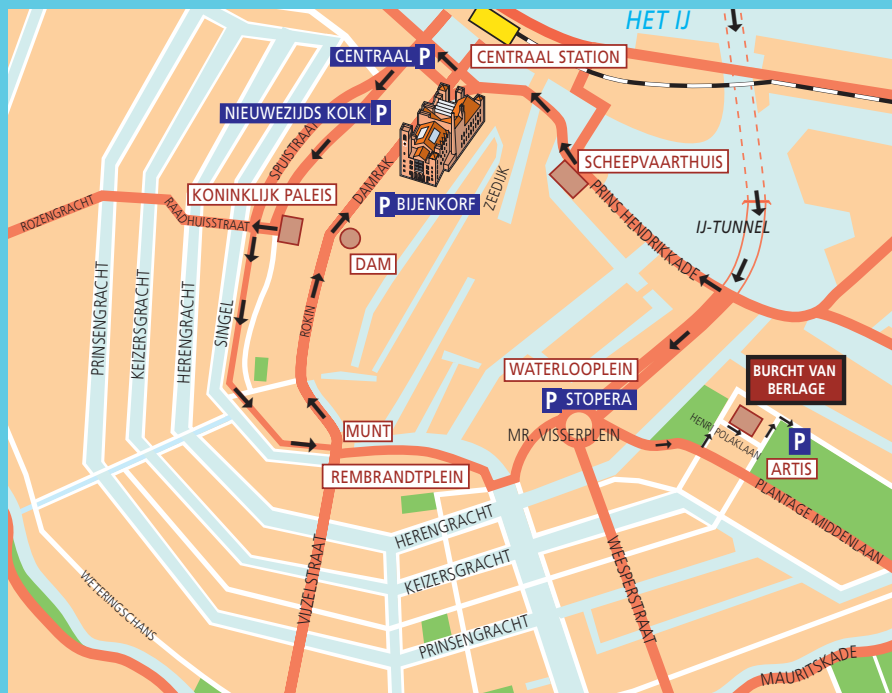 HET IJ
CENTRAAL P
CENTRAAL STATION
NIEUWEZIJDS KOLK P
SPUISTRAAT
DAMRAK
ZEEDIJK
SCHEEPVAARTHUIS
KONINKLIJK PALEIS
P BIJENKORF
PRINS HENDRIKKADE
ROZENGRACHT
RAADHUISSTRAAT
IJ-TUNNEL
DAM
PRINSENGRACHT
KEIZERSGRACHT
HERENGRACHT
SINGEL
ROKIN
WATERLOOPLEIN
BURCHT VAN
BERLAGE
P STOPERA
MR. VISSERPLEIN
HENRI POLAKLAAN
P
ARTIS
MUNT
REMBRANDTPLEIN
PLANTAGE MIDDENLAAN
HERENGRACHT
KEIZERSGRACHT
PRINSENGRACHT
VIJZELSTRAAT
WEESPERSTRAAT
WETERINGSCHANS
MAURITSKADE